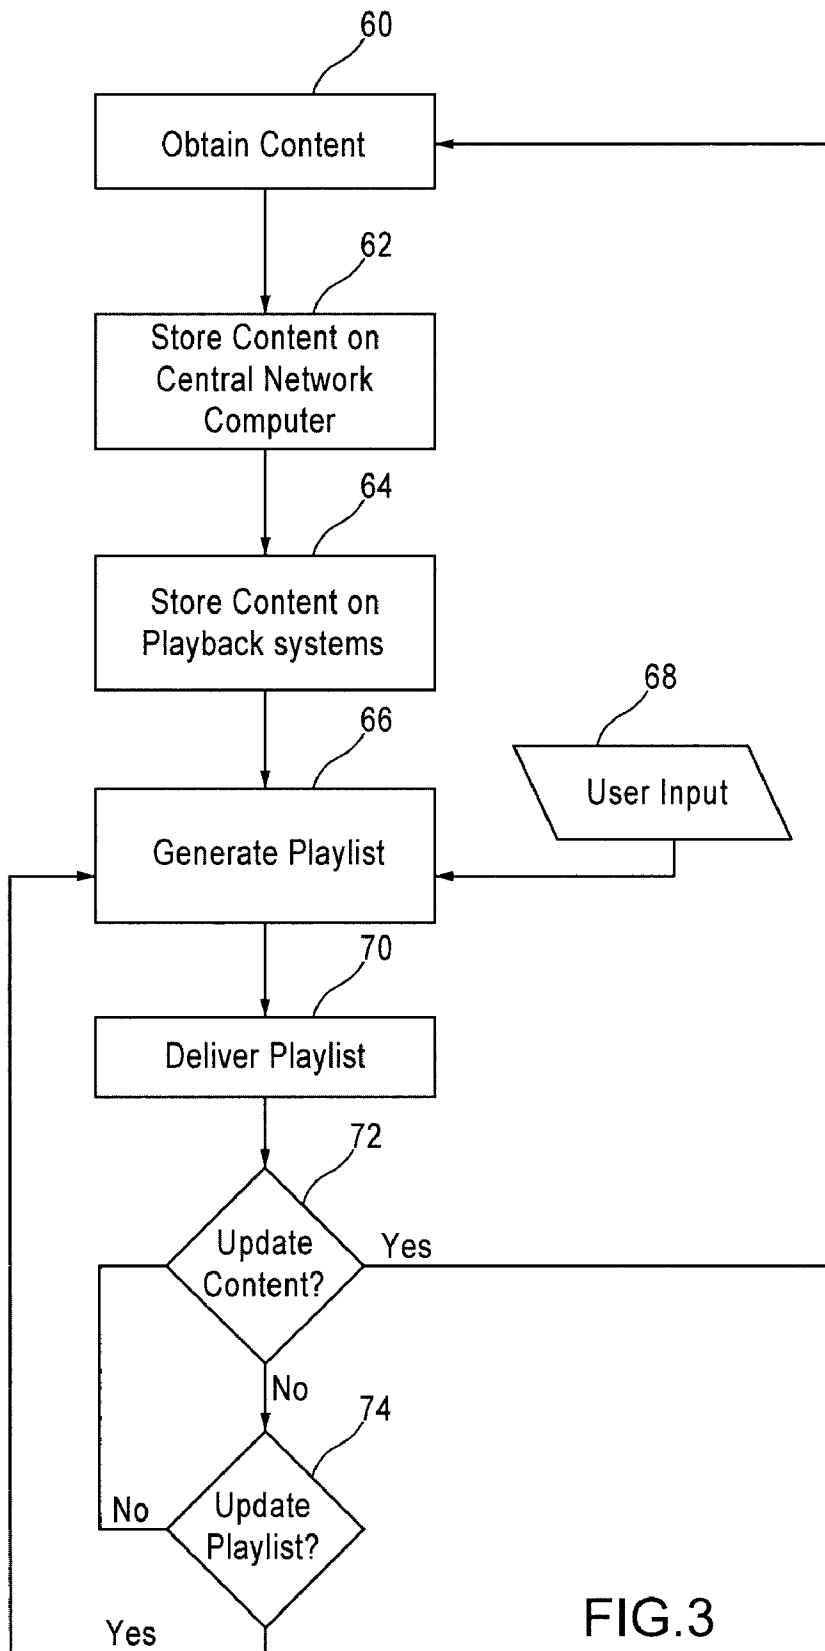 60
Obtain Content
62
Store Content on
Central Network
Computer
64
Store Content on
Playback systems
66
68
User Input
Generate Playlist
70
Deliver Playlist
72
Update
Content?
Yes
No
74
Update
Playlist?
No
Yes
FIG.3